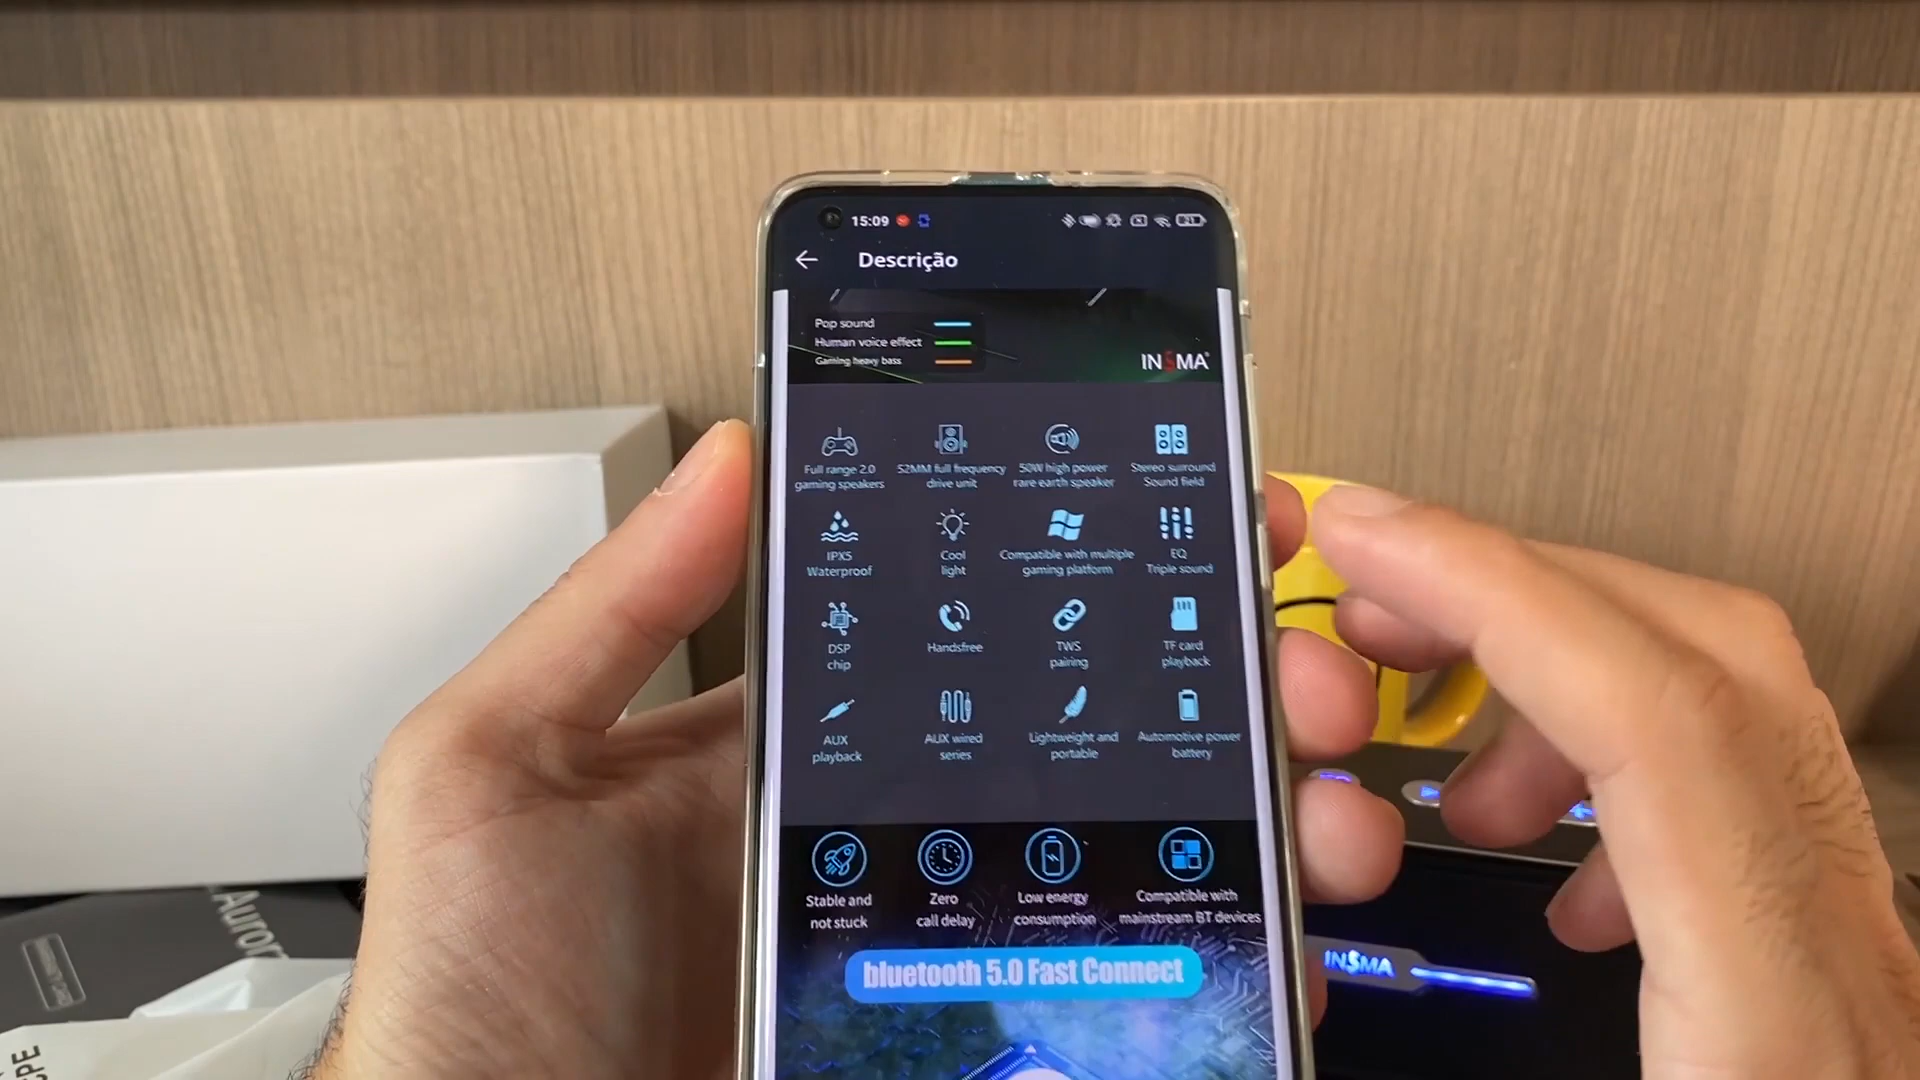 15:09
21
Descrição
Pop sound
Human voice effect
Gaming heavy bass
INSMA
Full range 2.0
gaming speakers
52MM full frequency
drive unit
50W high power
rare earth speaker
Stereo surround
Sound field
IPX5
Waterproof
Cool
light
Compatible with multiple
gaming platform
EQ
Triple sound
DSP
chip
Handsfree
TWS
pairing
TF card
playback
AUX
playback
AUX wired
series
Lightweight and
portable
Automotive power
battery
Stable and
not stuck
Zero
call delay
Low energy
consumption
Compatible with
mainstream BT devices
bluetooth 5.0 Fast Connect
INSMA
Auror